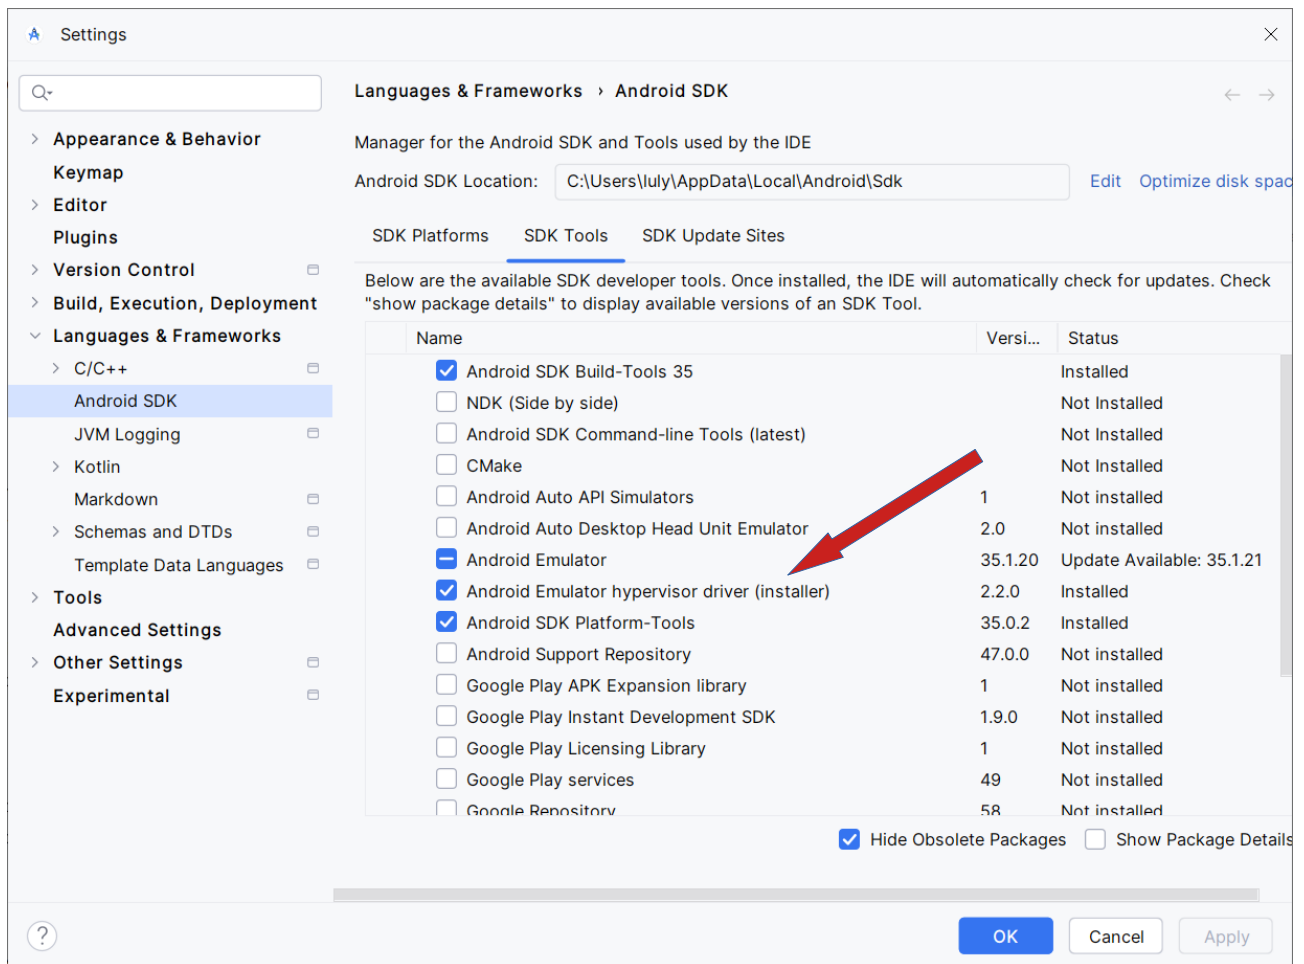 Settings
Languages & Frameworks › Android SDK
Appearance & Behavior
Keymap
Editor
Plugins
Version Control
Build, Execution, Deployment
Languages & Frameworks
C/C++
Android SDK
JVM Logging
Kotlin
Markdown
Schemas and DTDs
Template Data Languages
Tools
Advanced Settings
Other Settings
Experimental
Manager for the Android SDK and Tools used by the IDE
Android SDK Location: C:\Users\luly\AppData\Local\Android\Sdk Edit Optimize disk spac
SDK Platforms SDK Tools SDK Update Sites
Below are the available SDK developer tools. Once installed, the IDE will automatically check for updates. Check
"show package details" to display available versions of an SDK Tool.
Name Versi... Status
Android SDK Build-Tools 35 Installed
NDK (Side by side) Not Installed
Android SDK Command-line Tools (latest) Not Installed
CMake Not Installed
Android Auto API Simulators 1 Not installed
Android Auto Desktop Head Unit Emulator 2.0 Not installed
Android Emulator 35.1.20 Update Available: 35.1.21
Android Emulator hypervisor driver (installer) 2.2.0 Installed
Android SDK Platform-Tools 35.0.2 Installed
Android Support Repository 47.0.0 Not installed
Google Play APK Expansion library 1 Not installed
Google Play Instant Development SDK 1.9.0 Not installed
Google Play Licensing Library 1 Not installed
Google Play services 49 Not installed
Google Repository 58 Not installed
Hide Obsolete Packages Show Package Details
? OK Cancel Apply